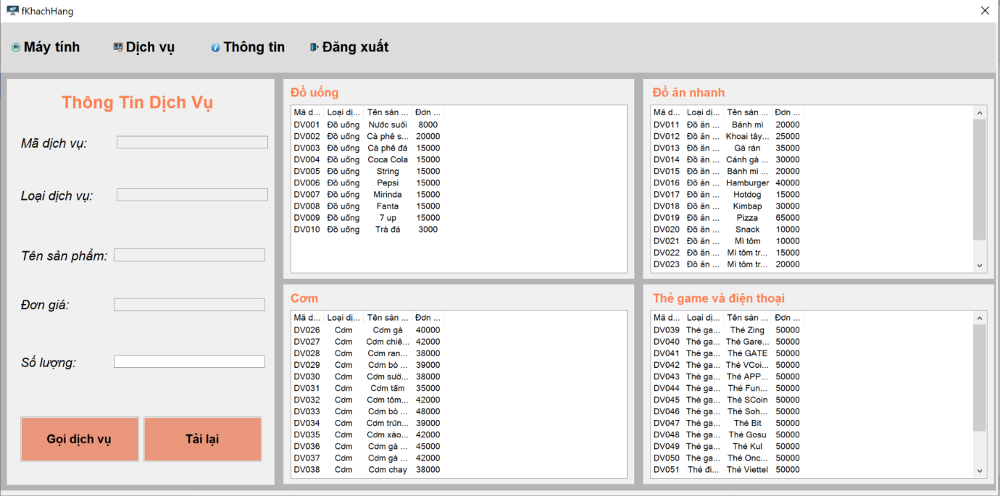 fKhachHang
Máy tính Dịch vụ Thông tin Đăng xuất
Thông Tin Dịch Vụ
Mã dịch vụ:
Loại dịch vụ:
Tên sản phẩm:
Đơn giá:
Số lượng:
Gọi dịch vụ Tải lại
Đồ uống
Mã d... Loại dị... Tên sản ... Đơn ...
DV001 Đồ uống Nước suối 8000
DV002 Đồ uống Cà phê s... 20000
DV003 Đồ uống Cà phê đá 15000
DV004 Đồ uống Coca Cola 15000
DV005 Đồ uống String 15000
DV006 Đồ uống Pepsi 15000
DV007 Đồ uống Mirinda 15000
DV008 Đồ uống Fanta 15000
DV009 Đồ uống 7 up 15000
DV010 Đồ uống Trà đá 3000
Đồ ăn nhanh
Mã d... Loại dị... Tên sản ... Đơn ...
DV011 Đồ ăn ... Bánh mì 20000
DV012 Đồ ăn ... Khoai tây... 25000
DV013 Đồ ăn ... Gà rán 35000
DV014 Đồ ăn ... Cánh gà ... 30000
DV015 Đồ ăn ... Bánh mì ... 20000
DV016 Đồ ăn ... Hamburger 40000
DV017 Đồ ăn ... Hotdog 15000
DV018 Đồ ăn ... Kimbap 30000
DV019 Đồ ăn ... Pizza 65000
DV020 Đồ ăn ... Snack 10000
DV021 Đồ ăn ... Mì tôm 10000
DV022 Đồ ăn ... Mì tôm tr... 15000
DV023 Đồ ăn ... Mì tôm tr... 20000
Cơm
Mã d... Loại dị... Tên sản ... Đơn ...
DV026 Cơm Cơm gà 40000
DV027 Cơm Cơm chiê... 42000
DV028 Cơm Cơm ran... 38000
DV029 Cơm Cơm bò ... 39000
DV030 Cơm Cơm sườ... 38000
DV031 Cơm Cơm tấm 35000
DV032 Cơm Cơm tôm... 42000
DV033 Cơm Cơm bò ... 48000
DV034 Cơm Cơm trứn... 39000
DV035 Cơm Cơm xào... 42000
DV036 Cơm Cơm gà ... 45000
DV037 Cơm Cơm gà ... 42000
DV038 Cơm Cơm chay 38000
Thẻ game và điện thoại
Mã d... Loại dị... Tên sản ... Đơn ...
DV039 Thẻ ga... Thẻ Zing 50000
DV040 Thẻ ga... Thẻ Gare... 50000
DV041 Thẻ ga... Thẻ GATE 50000
DV042 Thẻ ga... Thẻ VCoi... 50000
DV043 Thẻ ga... Thẻ APP... 50000
DV044 Thẻ ga... Thẻ Fun... 50000
DV045 Thẻ ga... Thẻ SCoin 50000
DV046 Thẻ ga... Thẻ Soh... 50000
DV047 Thẻ ga... Thẻ Bit 50000
DV048 Thẻ ga... Thẻ Gosu 50000
DV049 Thẻ ga... Thẻ Kul 50000
DV050 Thẻ ga... Thẻ Onc... 50000
DV051 Thẻ đi... Thẻ Viettel 50000